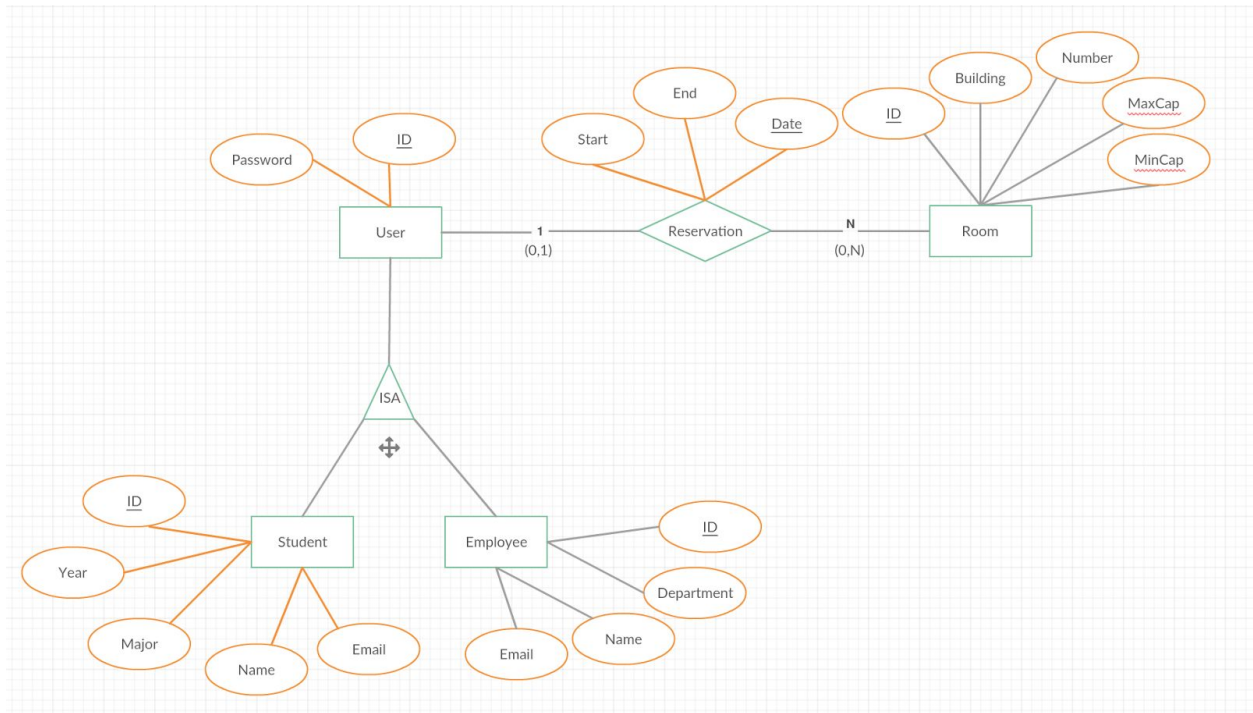 Number
Building
End
MaxCap
ID
Date
Start
ID
Password
MinCap
User
1
(0,1)
Reservation
N
(0,N)
Room
ISA
ID
Year
Student
Major
Name
Email
Employee
ID
Department
Name
Email